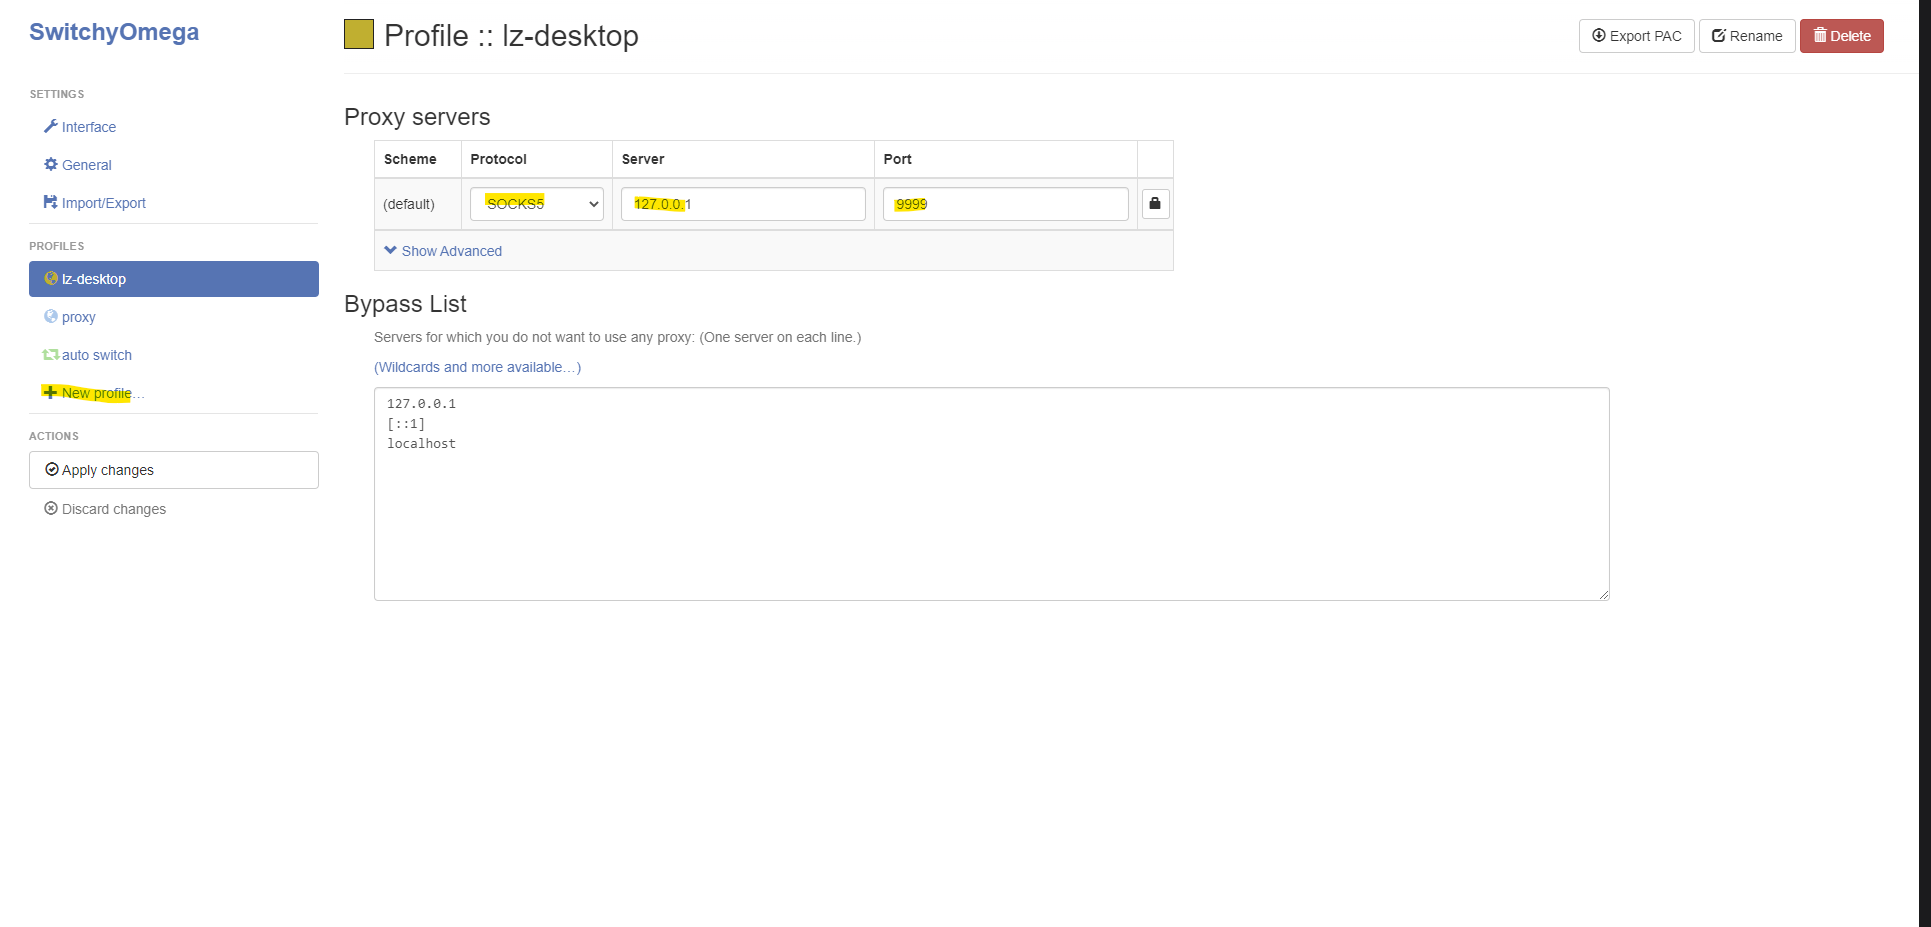 SwitchyOmega
SETTINGS
Interface
General
Import/Export
PROFILES
lz-desktop
proxy
auto switch
New profile…
ACTIONS
Apply changes
Discard changes
Profile :: lz-desktop
Export PAC
Rename
Delete
Proxy servers
Scheme Protocol Server Port
(default) SOCKS5 127.0.0.1 9999
Show Advanced
Bypass List
Servers for which you do not want to use any proxy: (One server on each line.)
(Wildcards and more available…)
127.0.0.1
[::1]
localhost